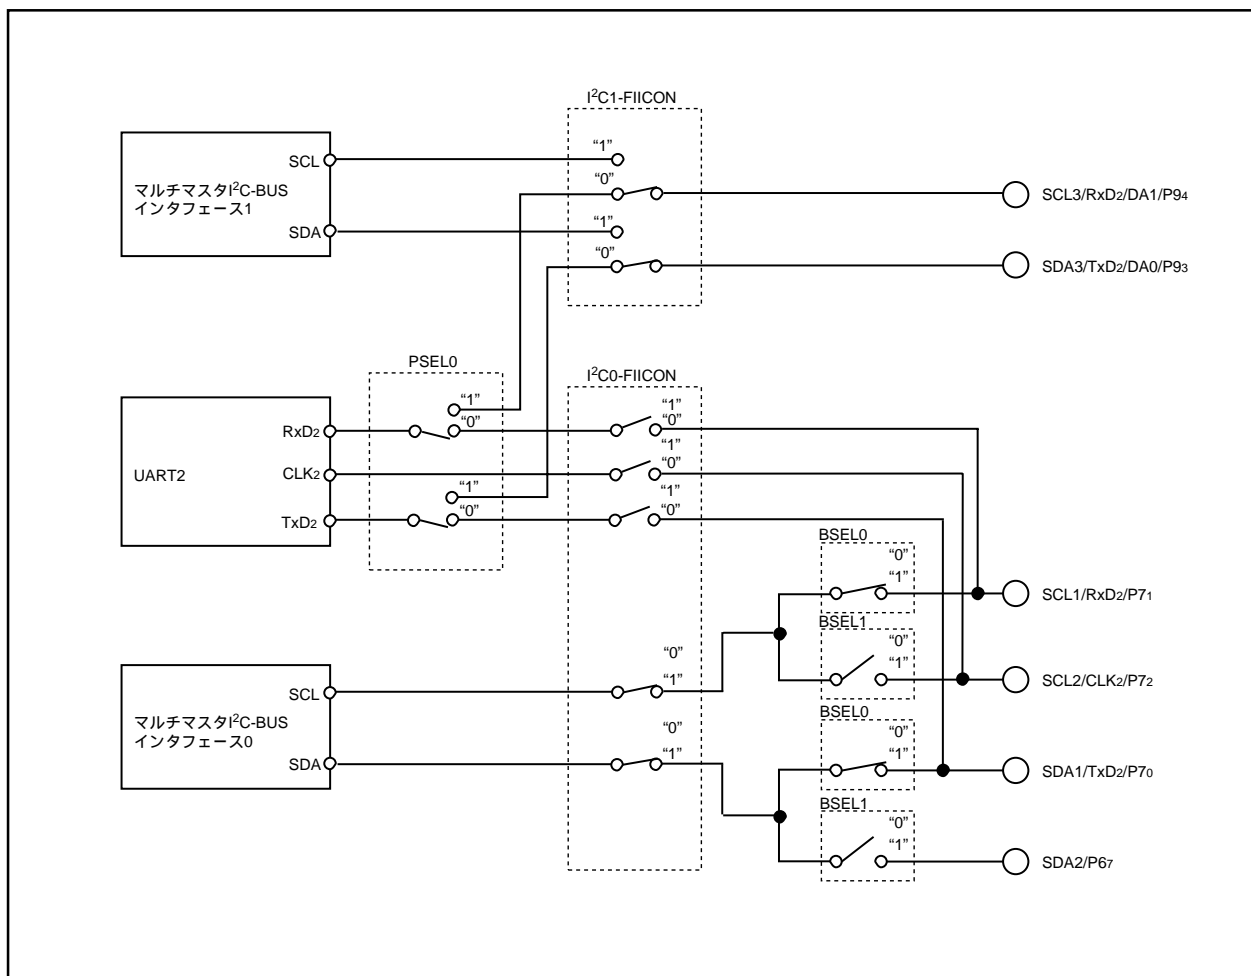 I²C1-FIICON
SCL
マルチマスタI²C-BUS
インタフェース1
SDA
“1”
“0”
“1”
“0”
SCL3/RxD2/DA1/P94
SDA3/TxD2/DA0/P93
PSEL0
I²C0-FIICON
UART2
RxD2
CLK2
TxD2
“1”
“0”
“1”
“0”
“1”
“0”
“1”
“0”
“1”
“0”
BSEL0
“0”
“1”
SCL1/RxD2/P71
BSEL1
“0”
“1”
SCL2/CLK2/P72
SCL
マルチマスタI²C-BUS
インタフェース0
SDA
“0”
“1”
“0”
“1”
BSEL0
“0”
“1”
SDA1/TxD2/P70
BSEL1
“0”
“1”
SDA2/P67